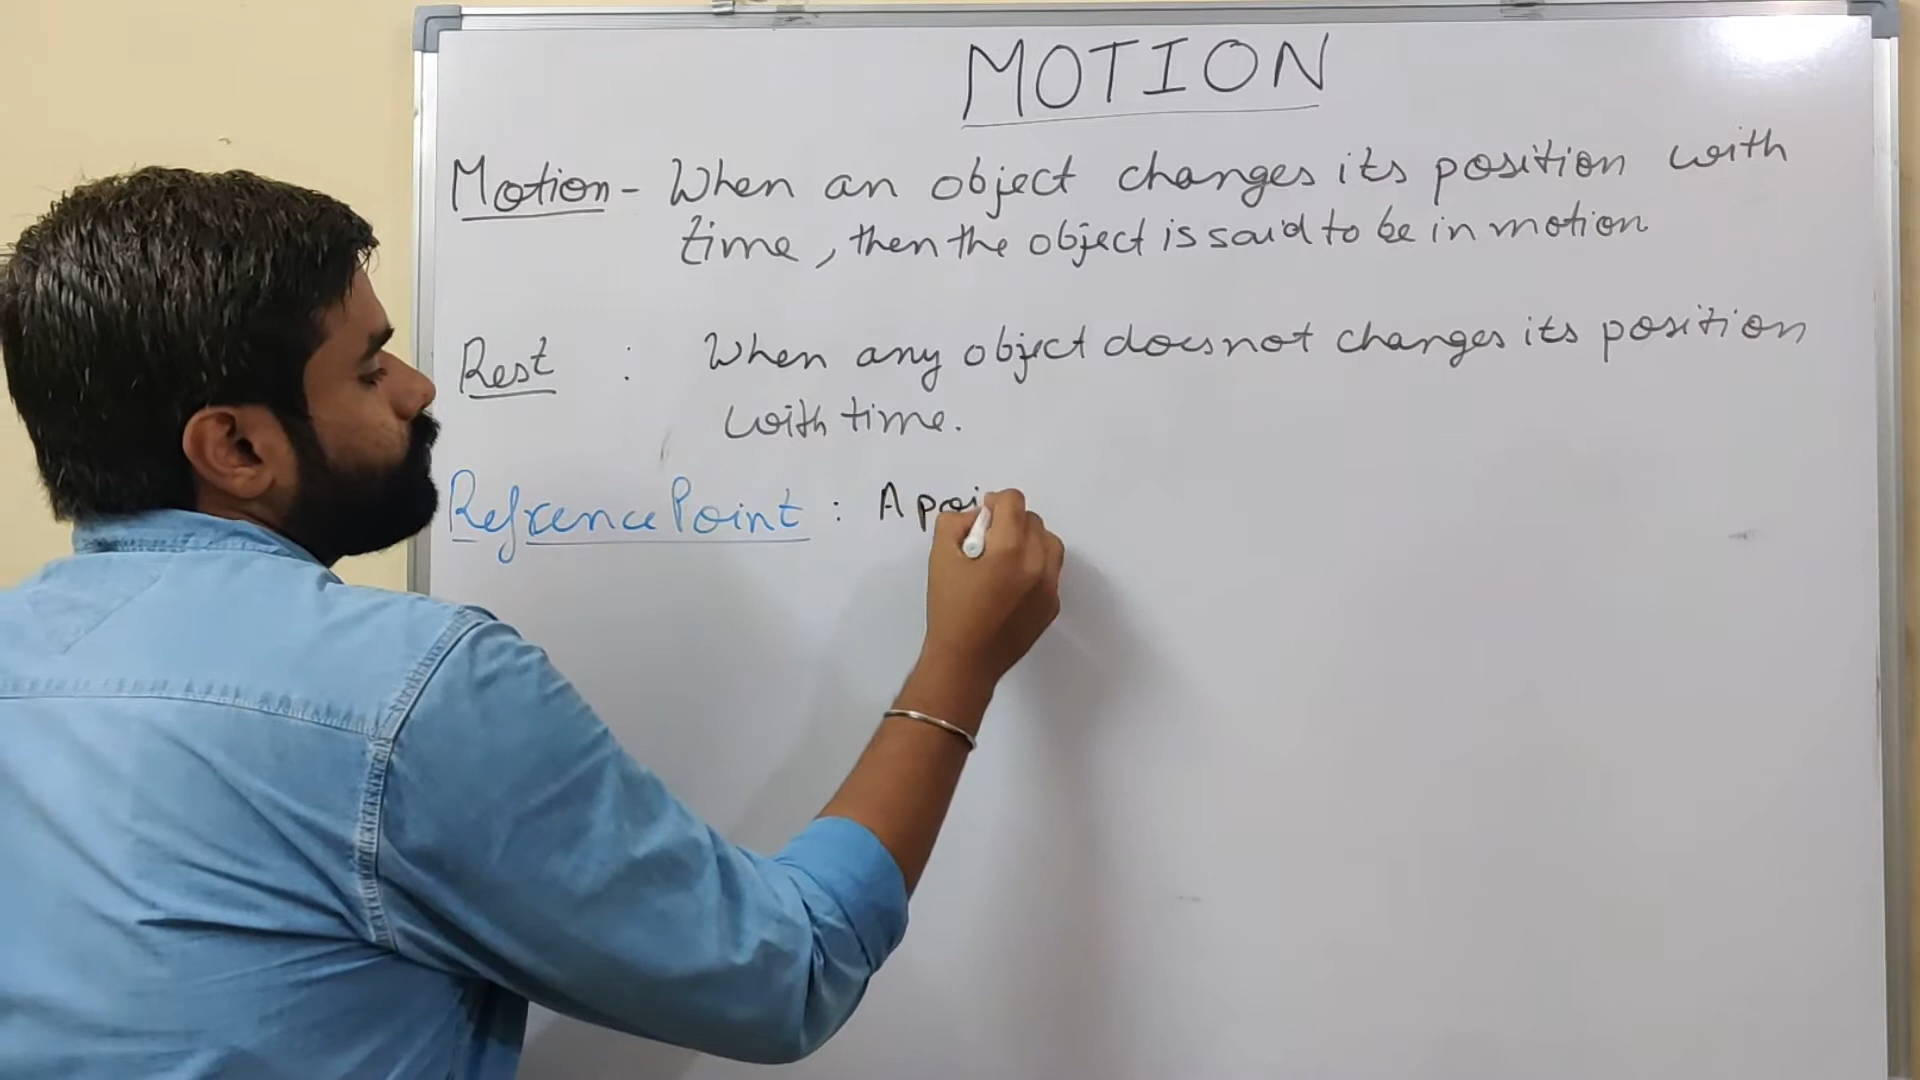 MOTION
Motion - When an object changes its position with
time, then the object is said to be in motion
Rest : When any object does not changes its position
with time.
Refrence Point : A poi